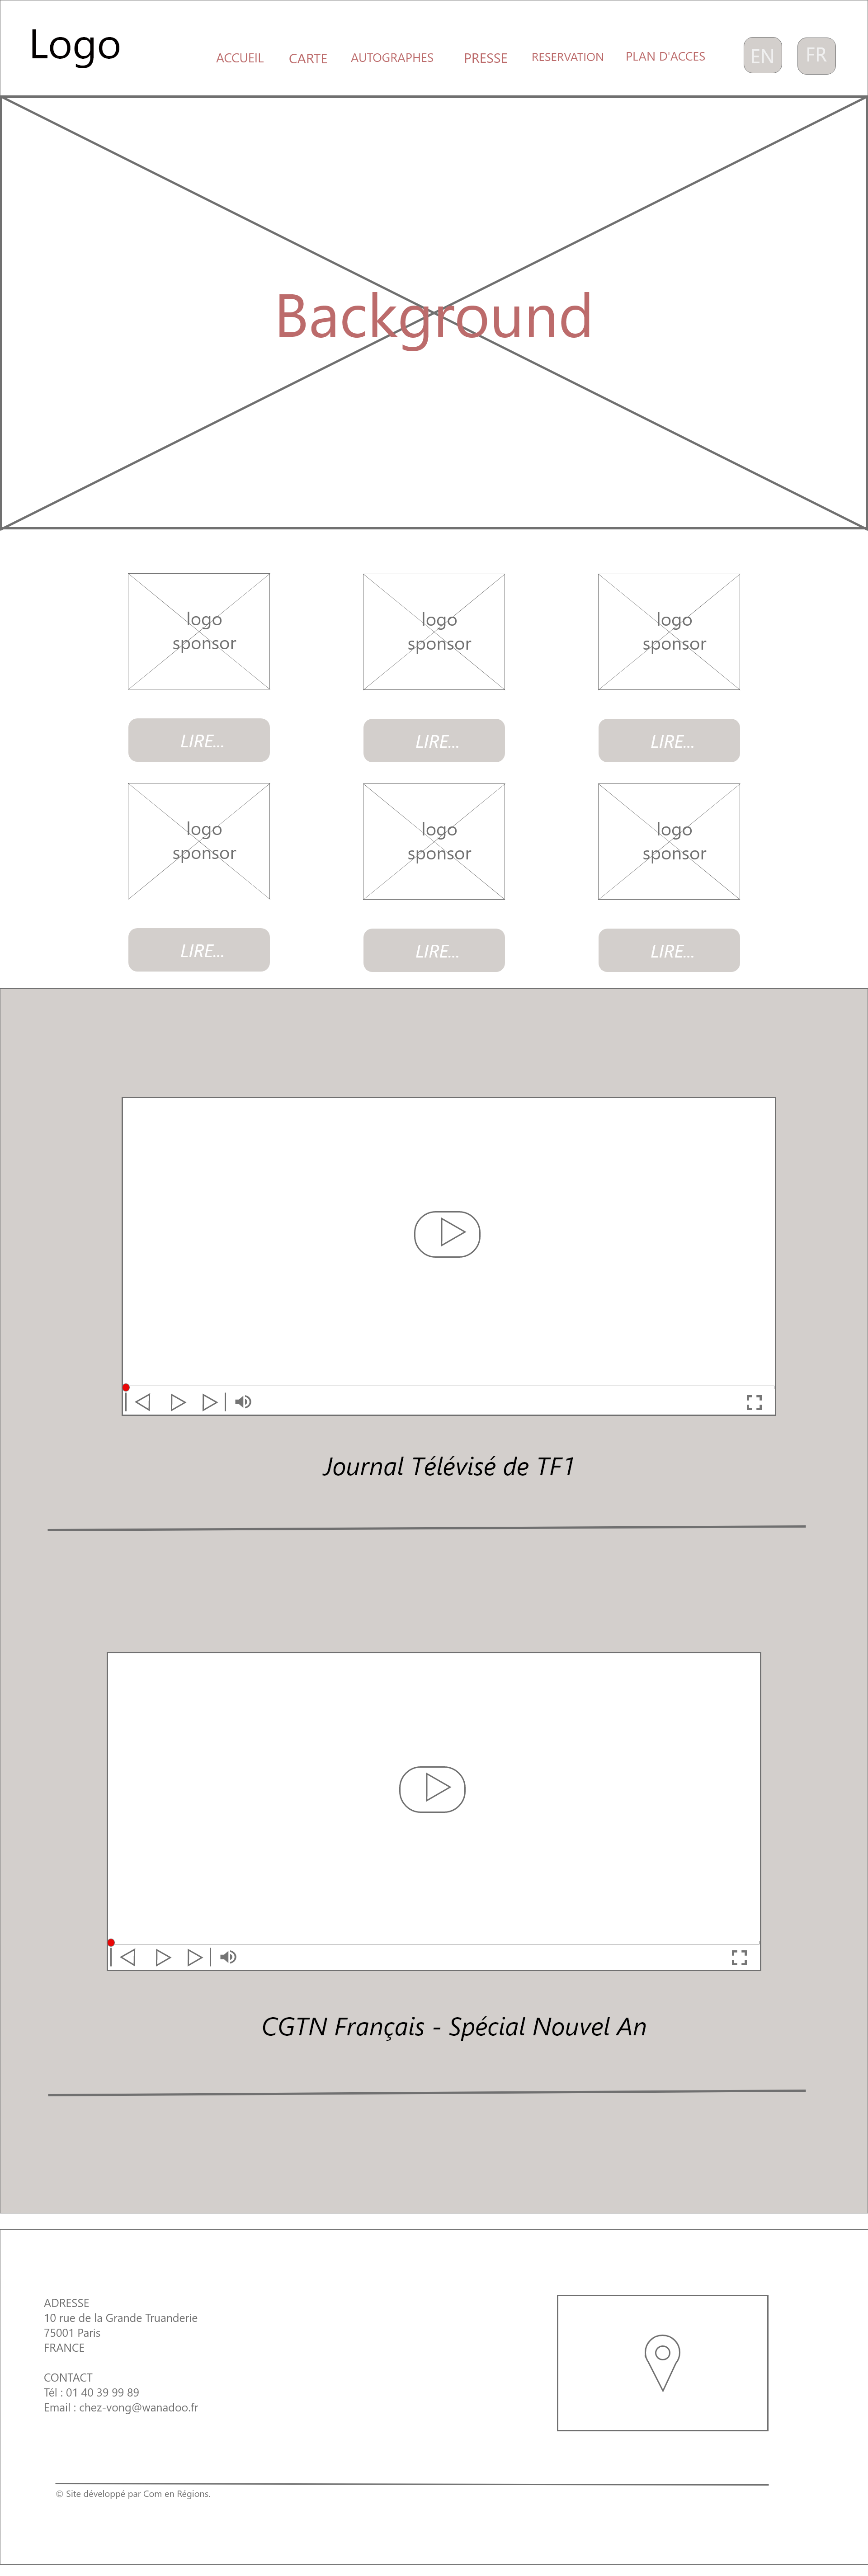 Logo
ACCUEIL CARTE AUTOGRAPHES PRESSE RESERVATION PLAN D'ACCES EN FR
Background
logo
sponsor
logo
sponsor
logo
sponsor
LIRE... LIRE... LIRE...
logo
sponsor
logo
sponsor
logo
sponsor
LIRE... LIRE... LIRE...
Journal Télévisé de TF1
CGTN Français - Spécial Nouvel An
ADRESSE
10 rue de la Grande Truanderie
75001 Paris
FRANCE
CONTACT
Tél : 01 40 39 99 89
Email : chez-vong@wanadoo.fr
© Site développé par Com en Régions.